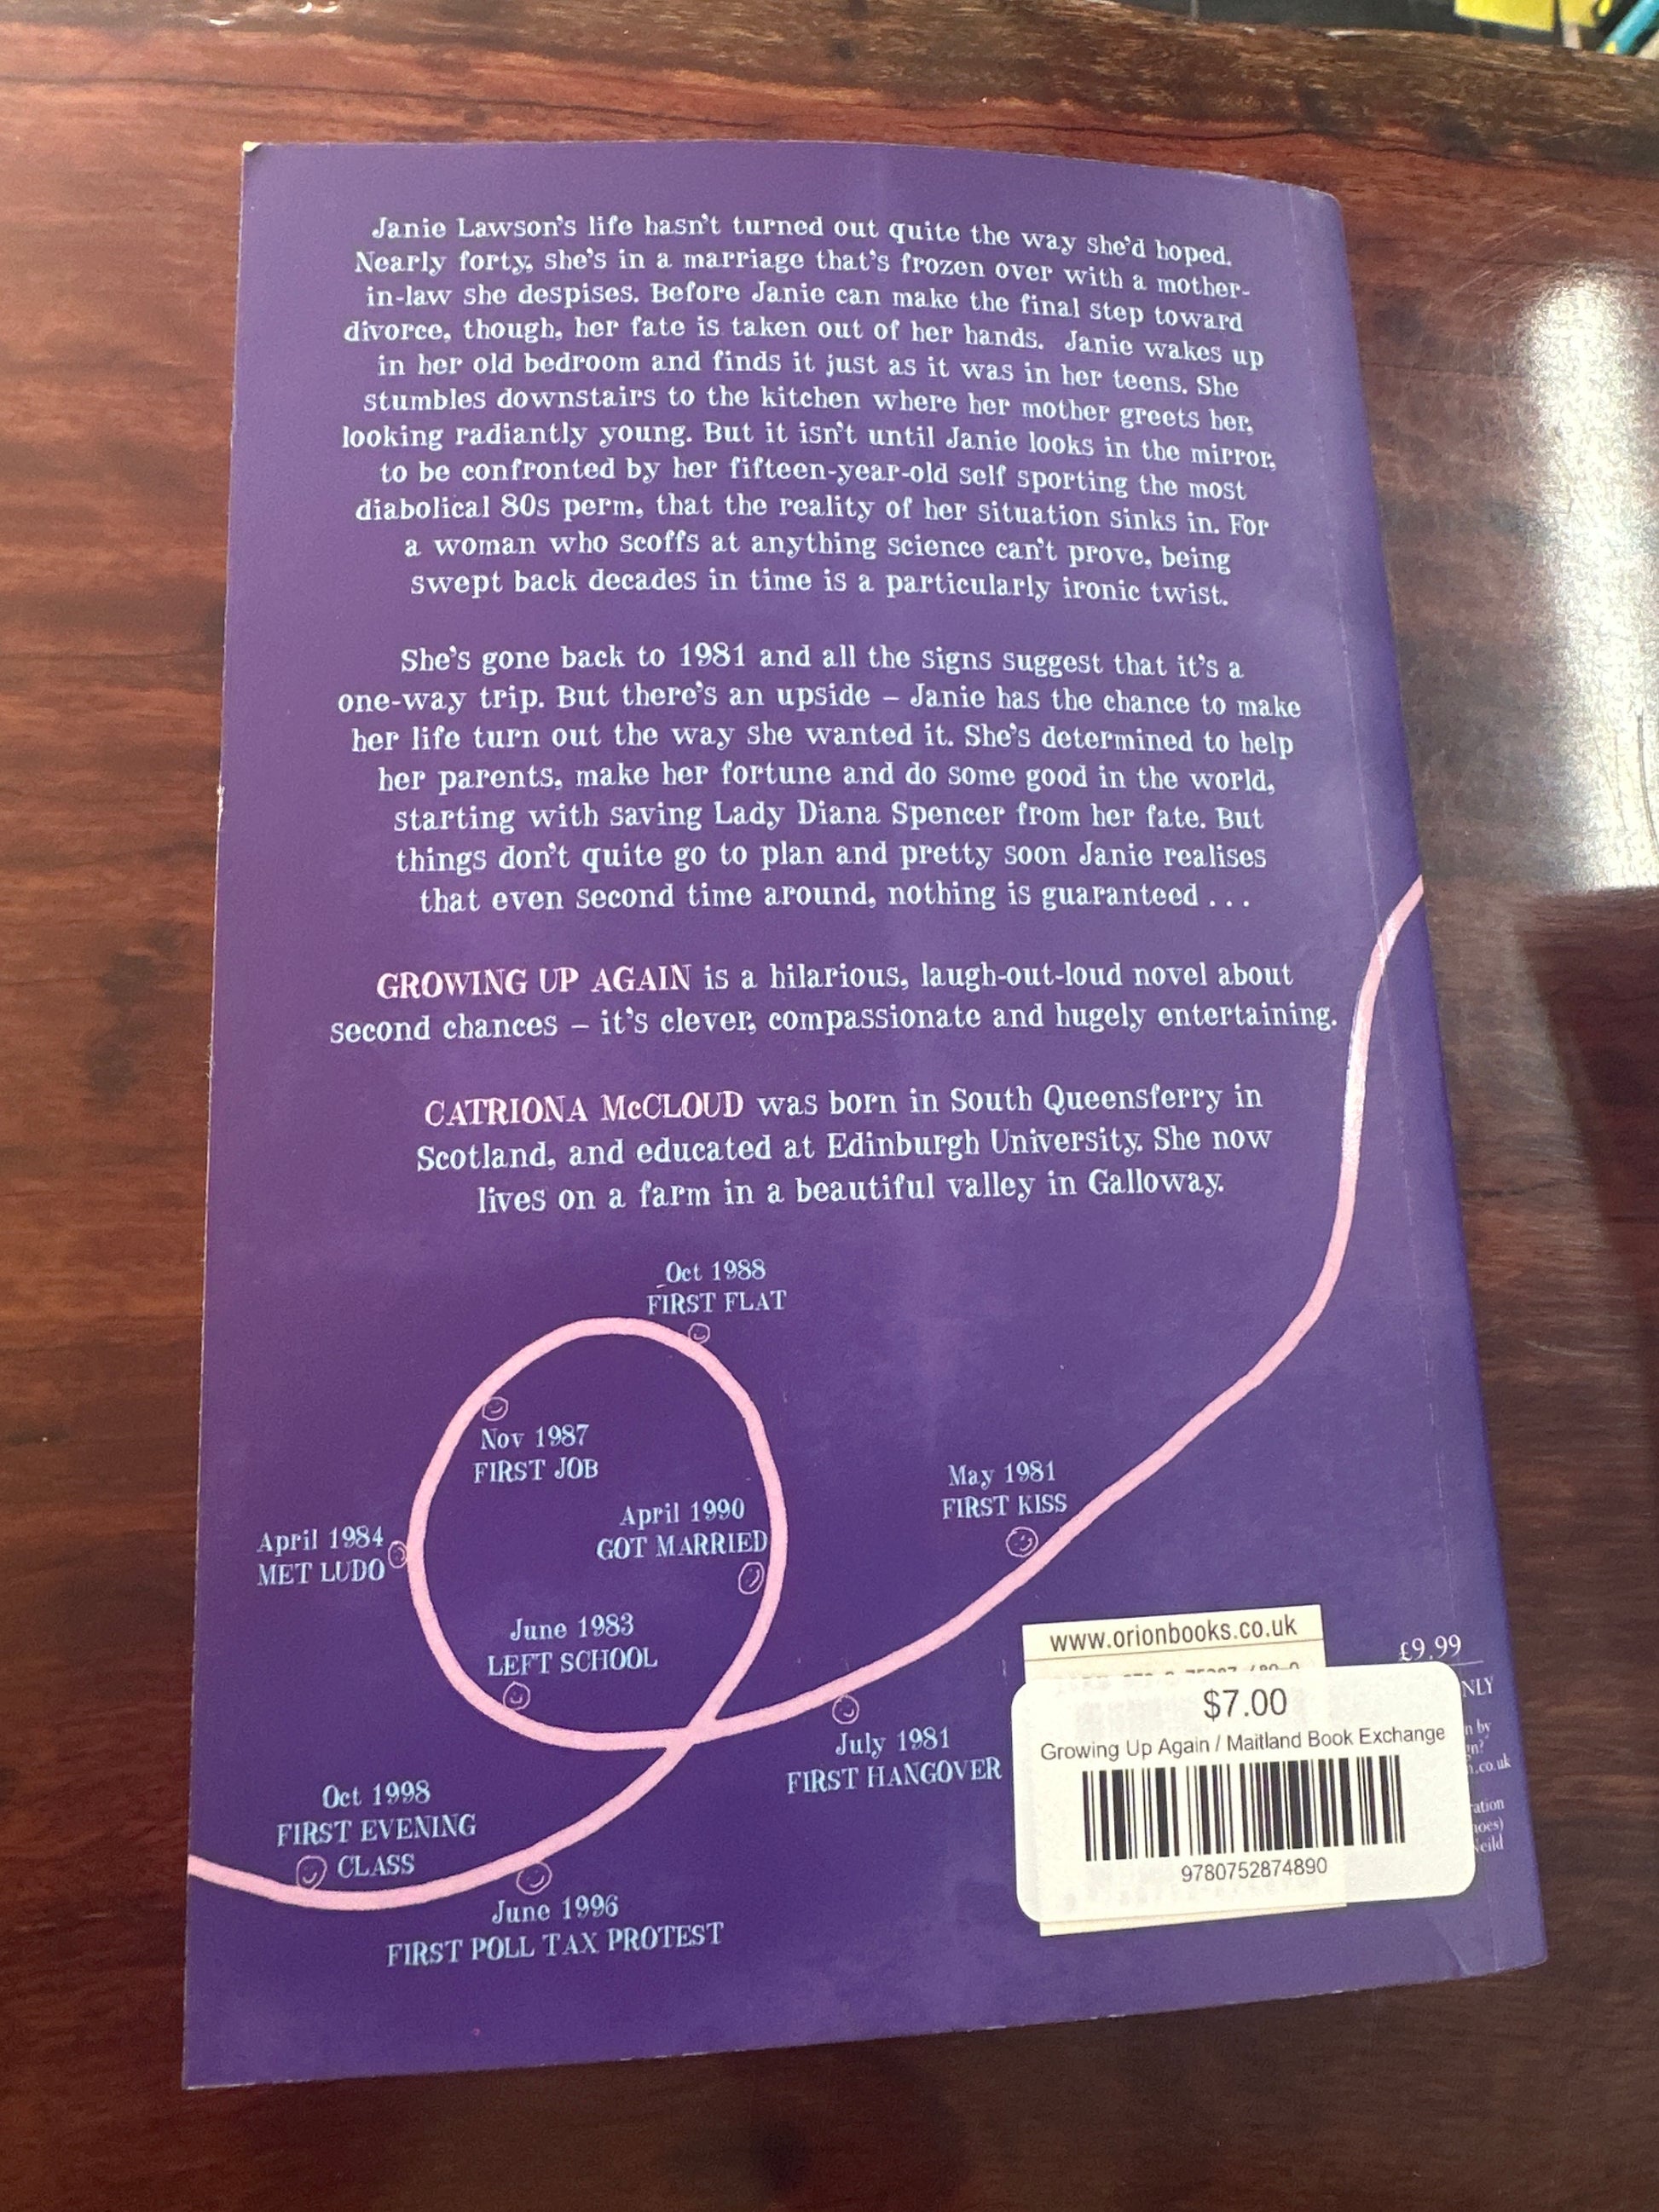 Janie Lawson's life hasn't turned out quite the way she'd hoped.
Nearly forty, she's in a marriage that's frozen over with a mother-
in-law she despises. Before Janie can make the final step toward
divorce, though, her fate is taken out of her hands. Janie wakes up
in her old bedroom and finds it just as it was in her teens. She
stumbles downstairs to the kitchen where her mother greets her,
looking radiantly young. But it isn't until Janie looks in the mirror,
to be confronted by her fifteen-year-old self sporting the most
diabolical 80s perm, that the reality of her situation sinks in. For
a woman who scoffs at anything science can't prove, being
swept back decades in time is a particularly ironic twist.
She's gone back to 1981 and all the signs suggest that it's a
one-way trip. But there's an upside – Janie has the chance to make
her life turn out the way she wanted it. She's determined to help
her parents, make her fortune and do some good in the world,
starting with saving Lady Diana Spencer from her fate. But
things don't quite go to plan and pretty soon Janie realises
that even second time around, nothing is guaranteed . . .
GROWING UP AGAIN is a hilarious, laugh-out-loud novel about
second chances – it's clever, compassionate and hugely entertaining.
CATRIONA McCLOUD was born in South Queensferry in
Scotland, and educated at Edinburgh University. She now
lives on a farm in a beautiful valley in Galloway.
Oct 1988
FIRST FLAT
Nov 1987
FIRST JOB
May 1981
FIRST KISS
April 1990
GOT MARRIED
April 1984
MET LUDO
June 1983
LEFT SCHOOL
July 1981
FIRST HANGOVER
Oct 1998
FIRST EVENING
CLASS
June 1996
FIRST POLL TAX PROTEST
www.orionbooks.co.uk
£9.99
NLY
n by
n?
n.co.uk
ration
noes)
Neild
$7.00
Growing Up Again / Maitland Book Exchange
9780752874890